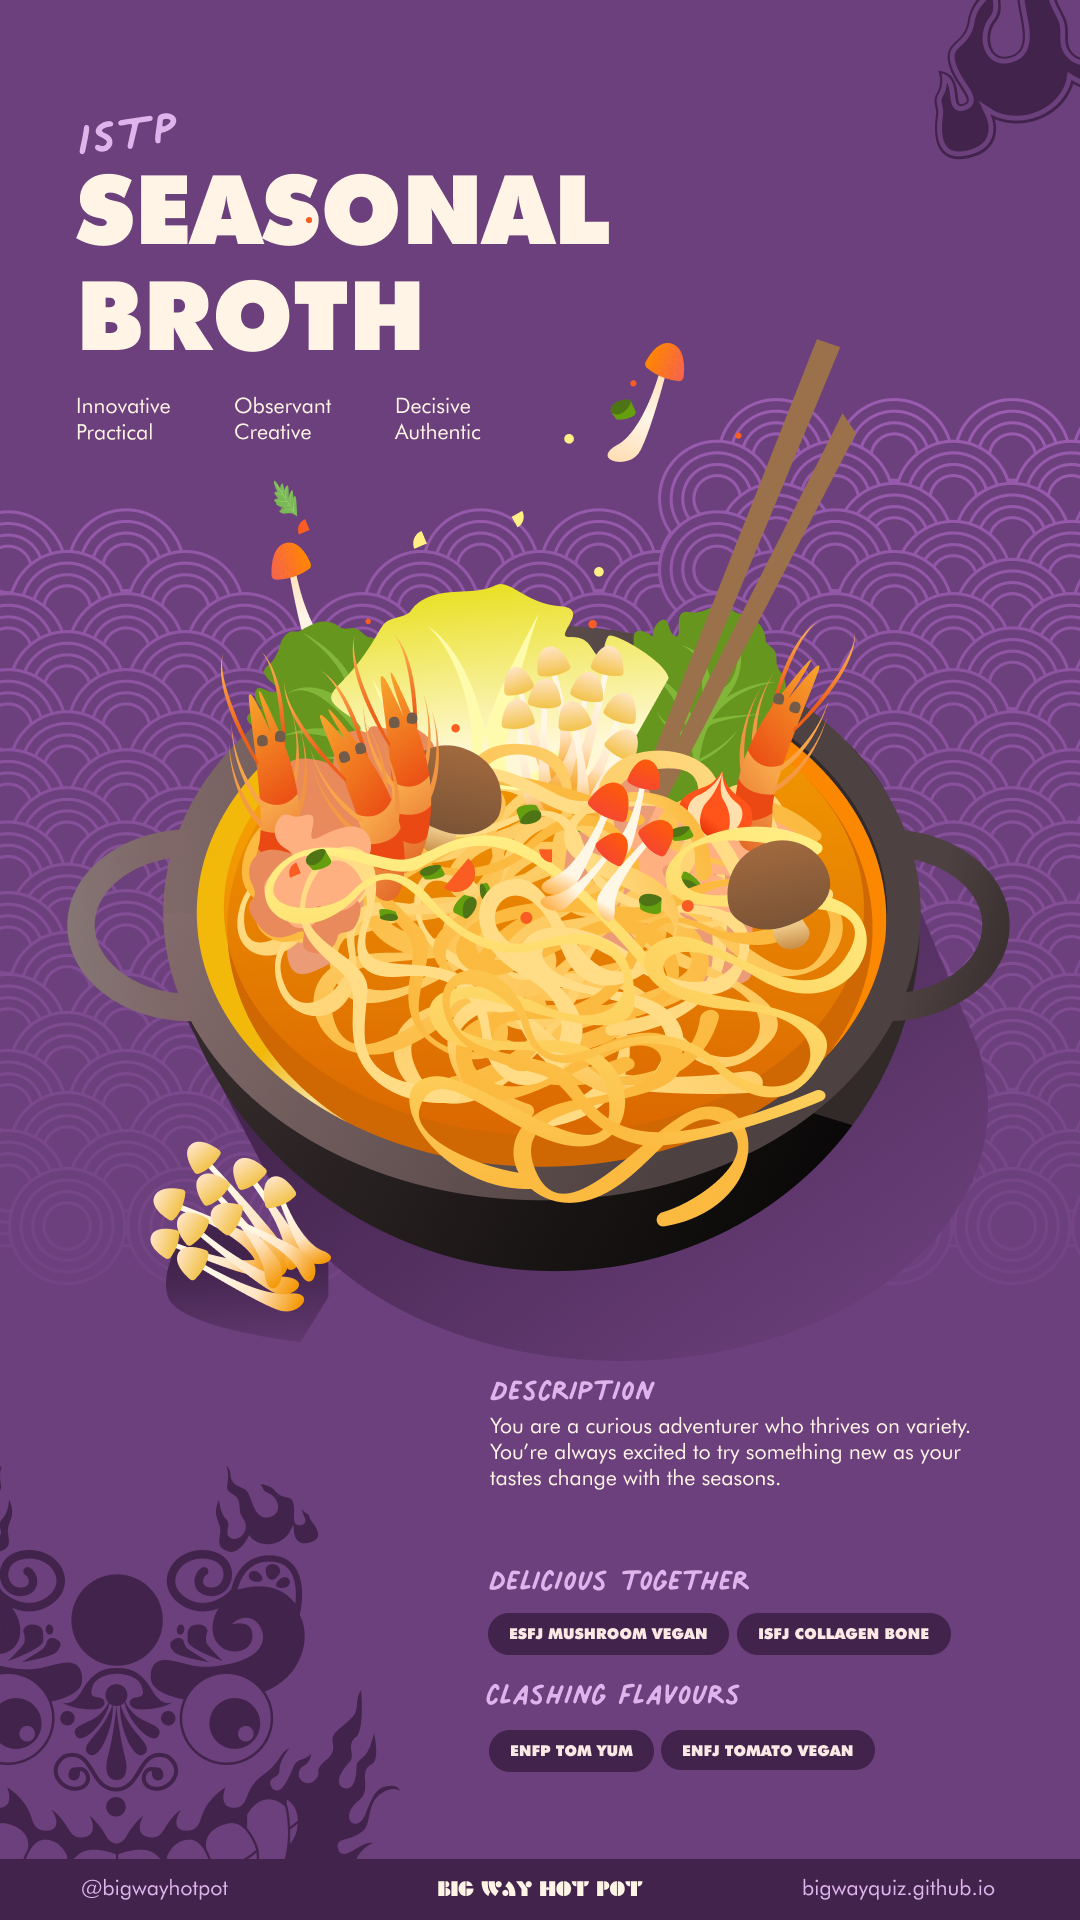 ISTP
SEASONAL
BROTH
Innovative Observant Decisive
Practical Creative Authentic
DESCRIPTION
You are a curious adventurer who thrives on variety.
You're always excited to try something new as your
tastes change with the seasons.
DELICIOUS TOGETHER
ESFJ MUSHROOM VEGAN ISFJ COLLAGEN BONE
CLASHING FLAVOURS
ENFP TOM YUM ENFJ TOMATO VEGAN
@bigwayhotpot BIG WAY HOT POT bigwayquiz.github.io